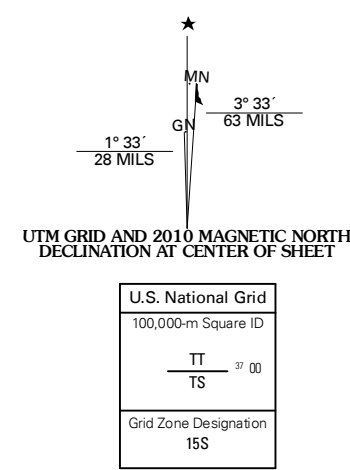 ★
MN
3° 33´
63 MILS
GN
1° 33´
28 MILS
UTM GRID AND 2010 MAGNETIC NORTH
DECLINATION AT CENTER OF SHEET
U.S. National Grid
100,000-m Square ID
TT
37 00
TS
Grid Zone Designation
15S